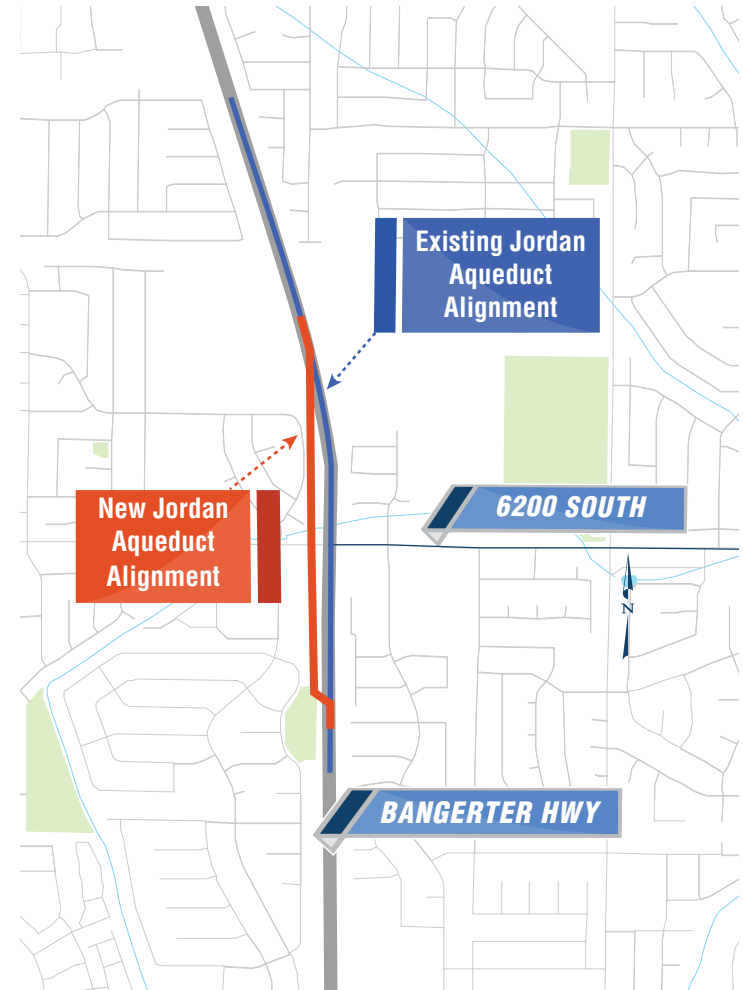 Existing Jordan
Aqueduct
Alignment
New Jordan
Aqueduct
Alignment
6200 SOUTH
N
BANGERTER HWY